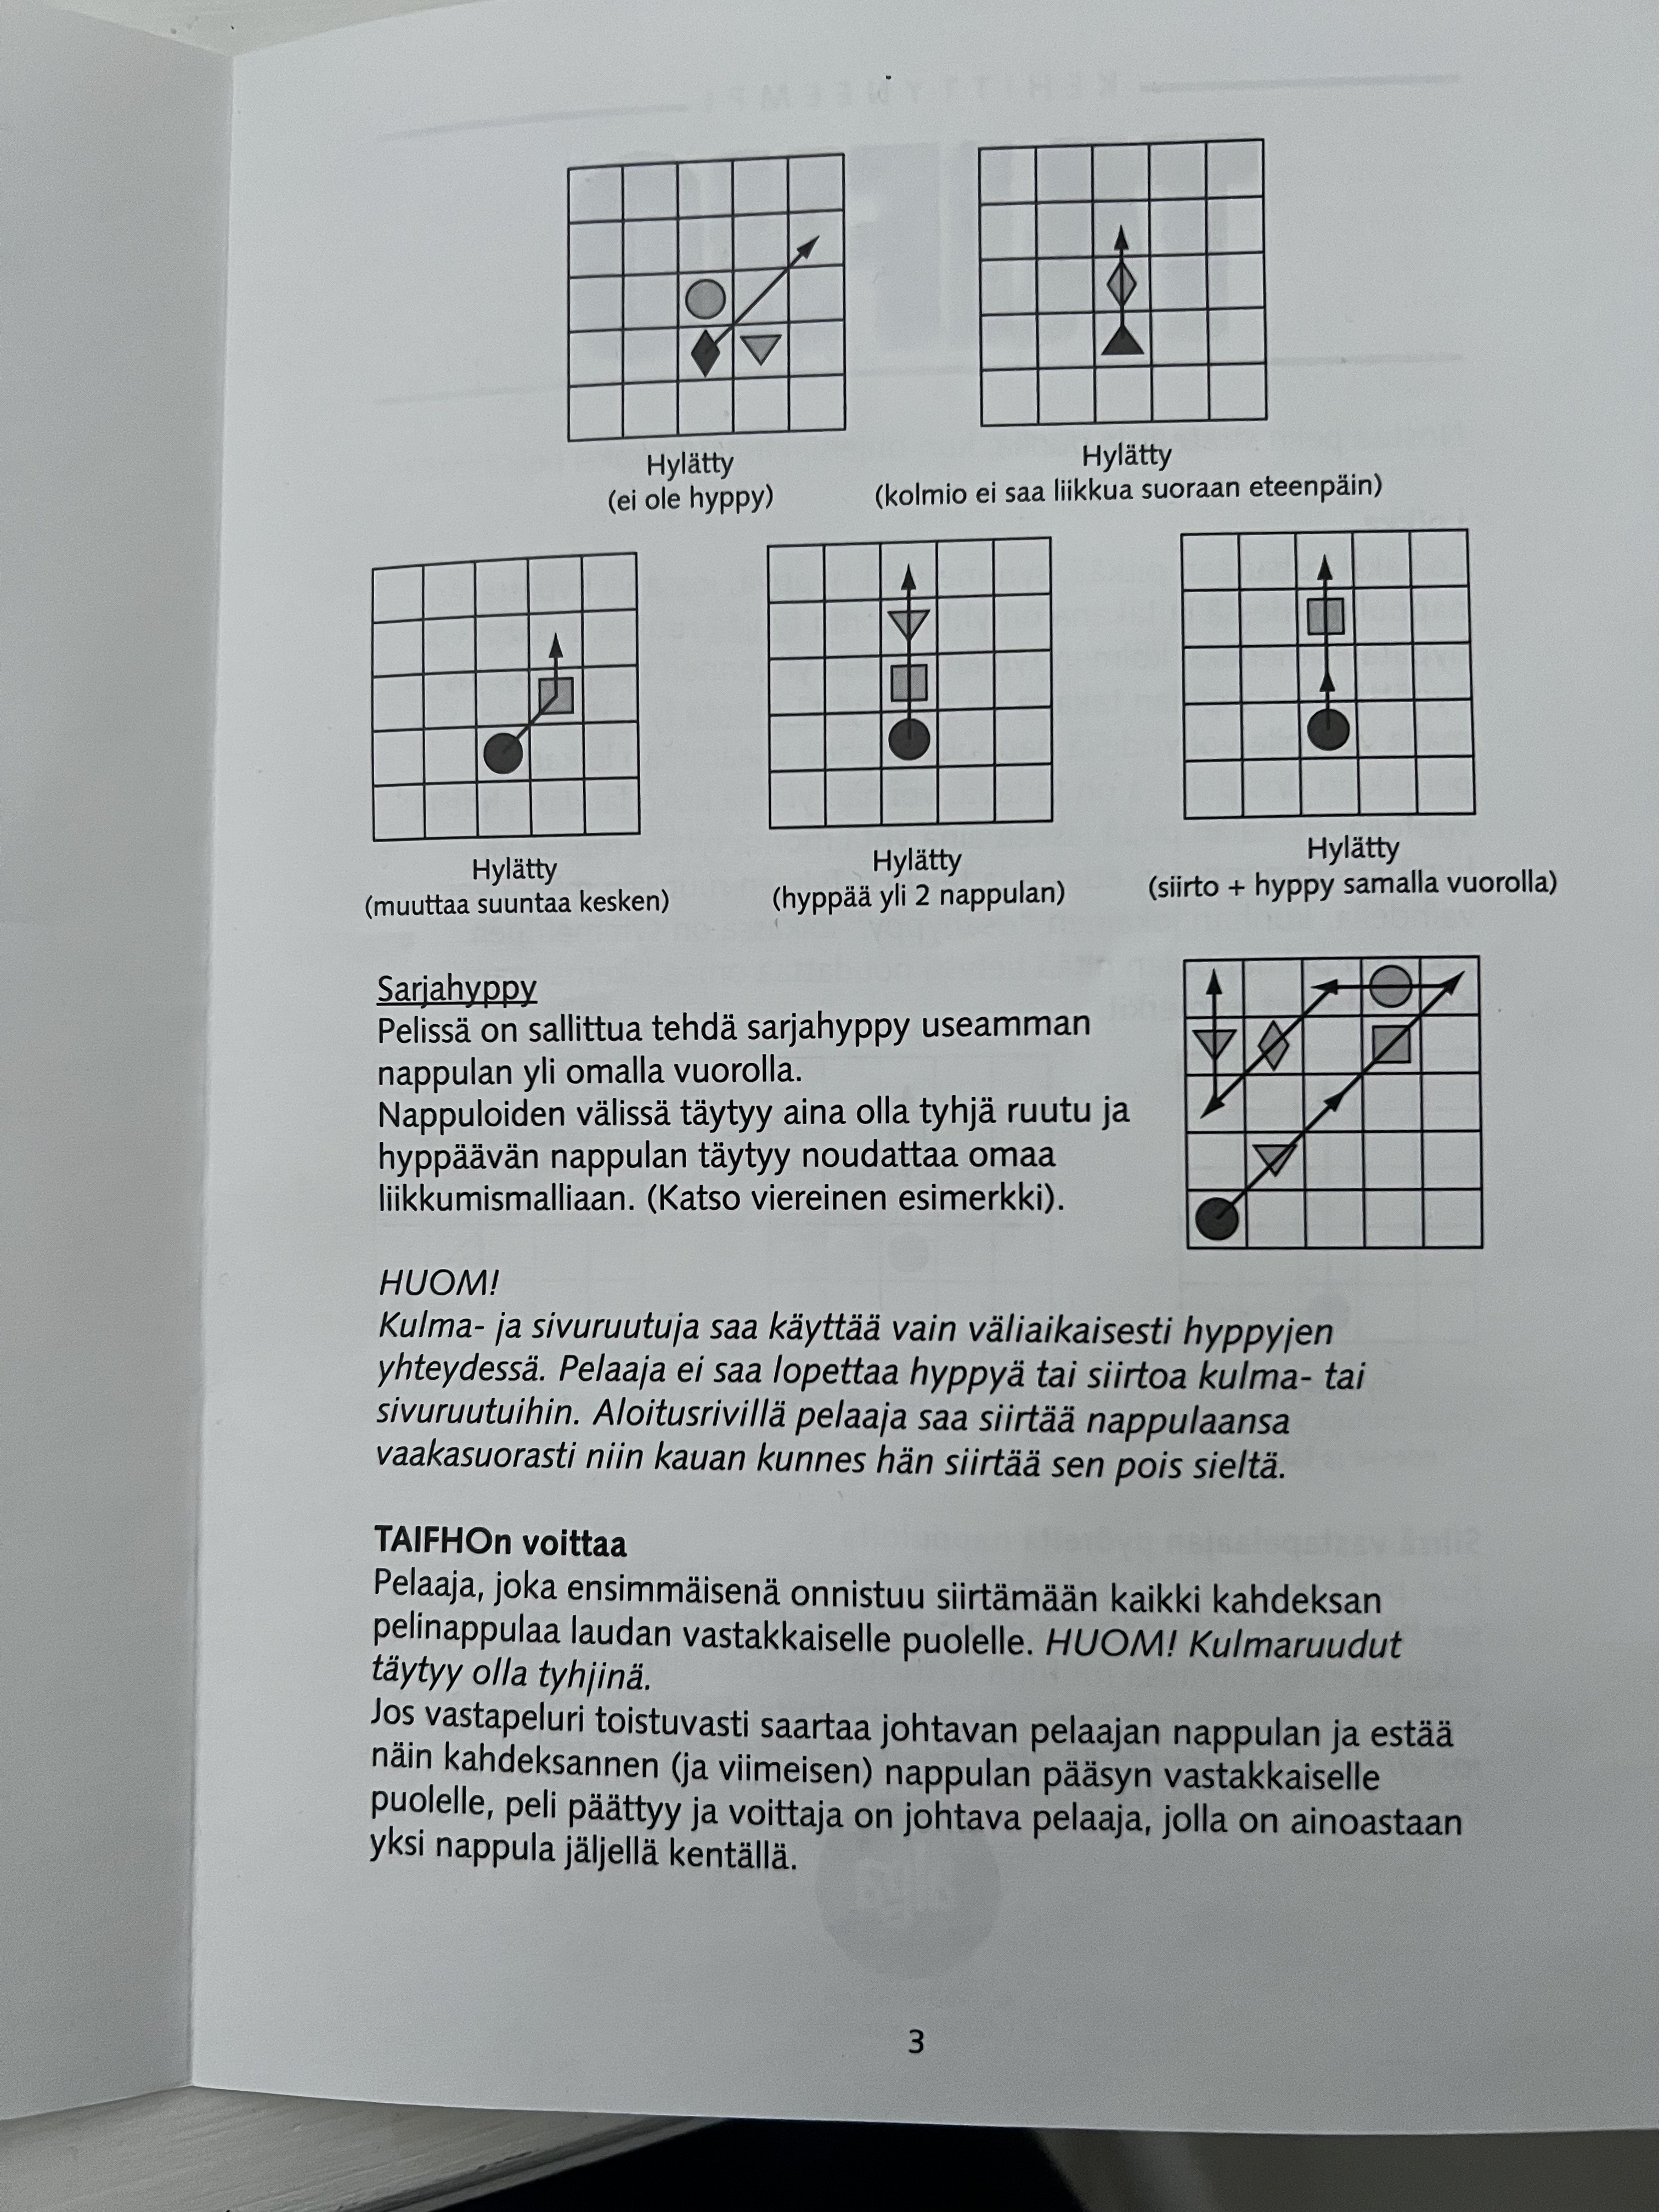 Hylätty
(ei ole hyppy)
Hylätty
(kolmio ei saa liikkua suoraan eteenpäin)
Hylätty
(muuttaa suuntaa kesken)
Hylätty
(hyppää yli 2 nappulan)
Hylätty
(siirto + hyppy samalla vuorolla)
Sarjahyppy
Pelissä on sallittua tehdä sarjahyppy useamman
nappulan yli omalla vuorolla.
Nappuloiden välissä täytyy aina olla tyhjä ruutu ja
hyppäävän nappulan täytyy noudattaa omaa
liikkumismalliaan. (Katso viereinen esimerkki).
HUOM!
Kulma- ja sivuruutuja saa käyttää vain väliaikaisesti hyppyjen
yhteydessä. Pelaaja ei saa lopettaa hyppyä tai siirtoa kulma- tai
sivuruutuihin. Aloitusrivillä pelaaja saa siirtää nappulaansa
vaakasuorasti niin kauan kunnes hän siirtää sen pois sieltä.
TAIFHOn voittaa
Pelaaja, joka ensimmäisenä onnistuu siirtämään kaikki kahdeksan
pelinappulaa laudan vastakkaiselle puolelle. HUOM! Kulmaruudut
täytyy olla tyhjinä.
Jos vastapeluri toistuvasti saartaa johtavan pelaajan nappulan ja estää
näin kahdeksannen (ja viimeisen) nappulan pääsyn vastakkaiselle
puolelle, peli päättyy ja voittaja on johtava pelaaja, jolla on ainoastaan
yksi nappula jäljellä kentällä.
3